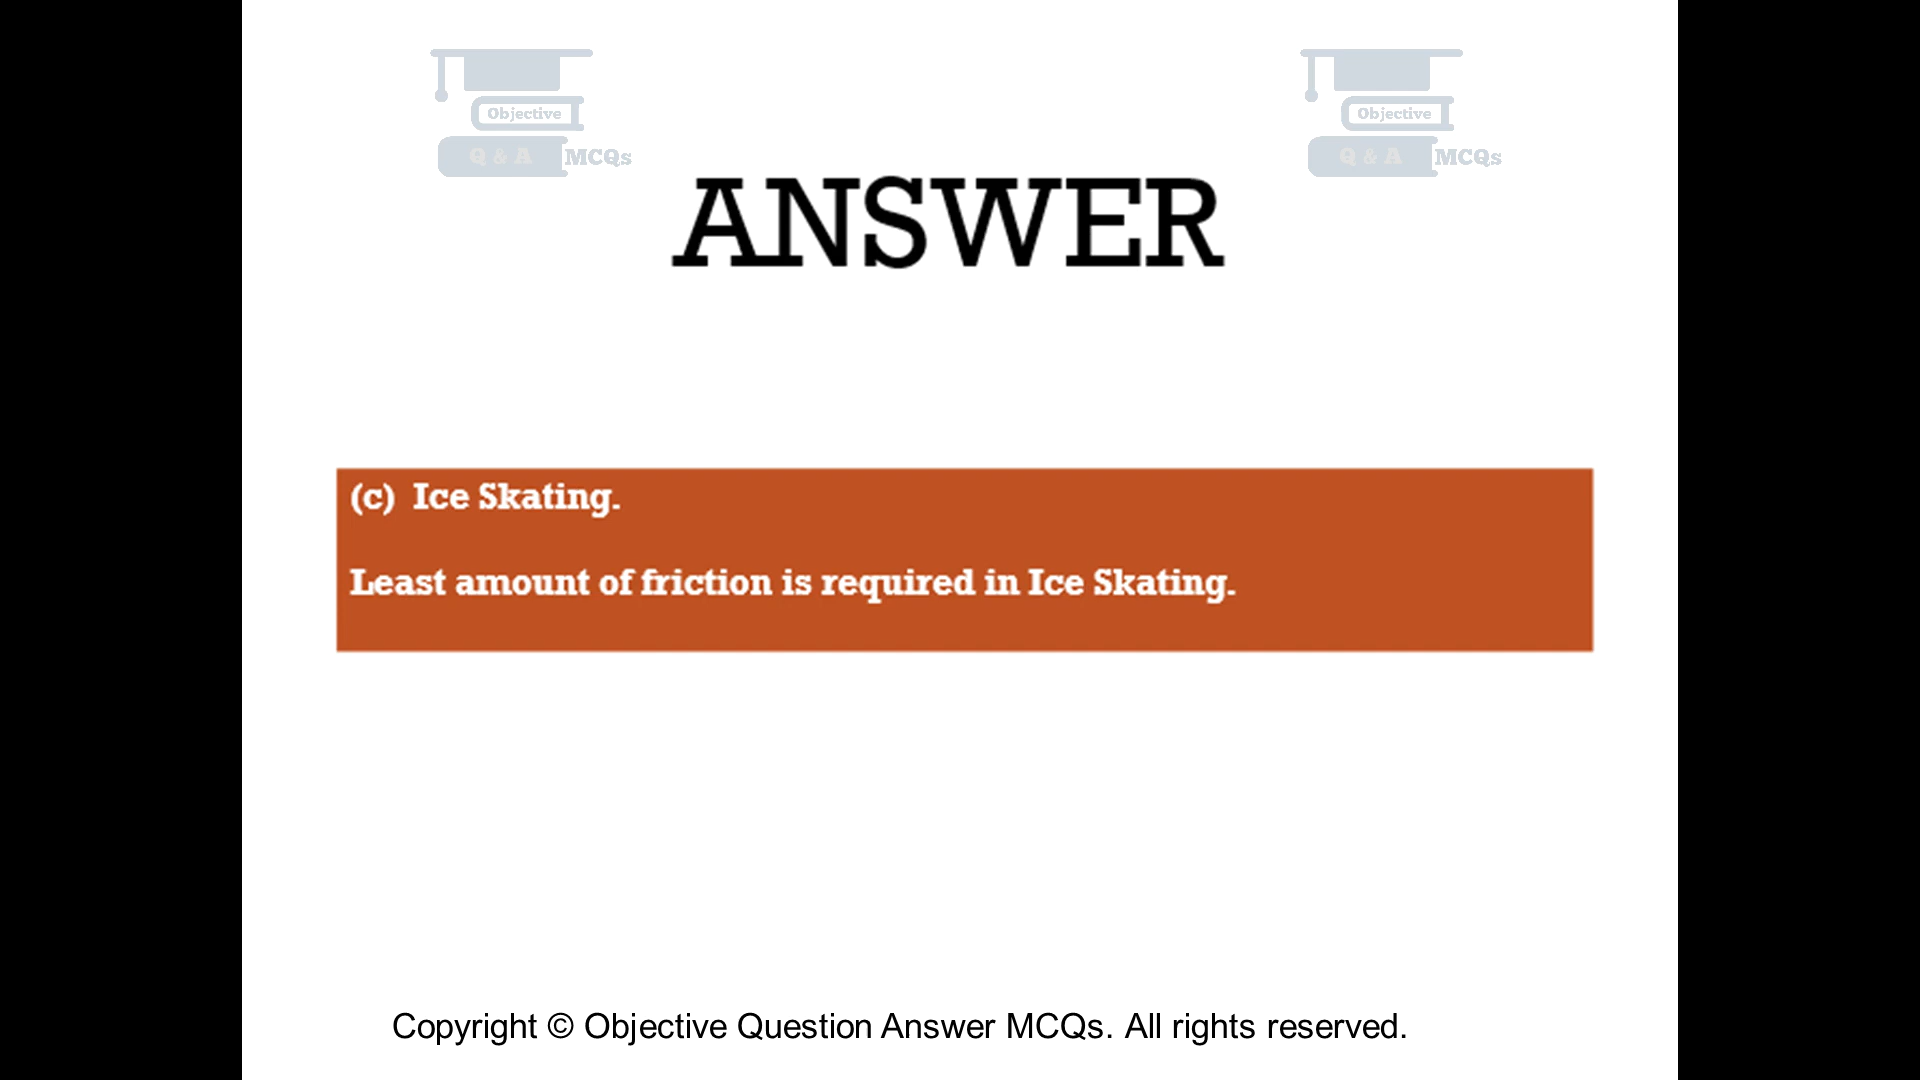 Objective
Q & A MCQs
Objective
Q & A MCQs
ANSWER
(c) Ice Skating.
Least amount of friction is required in Ice Skating.
Copyright © Objective Question Answer MCQs. All rights reserved.